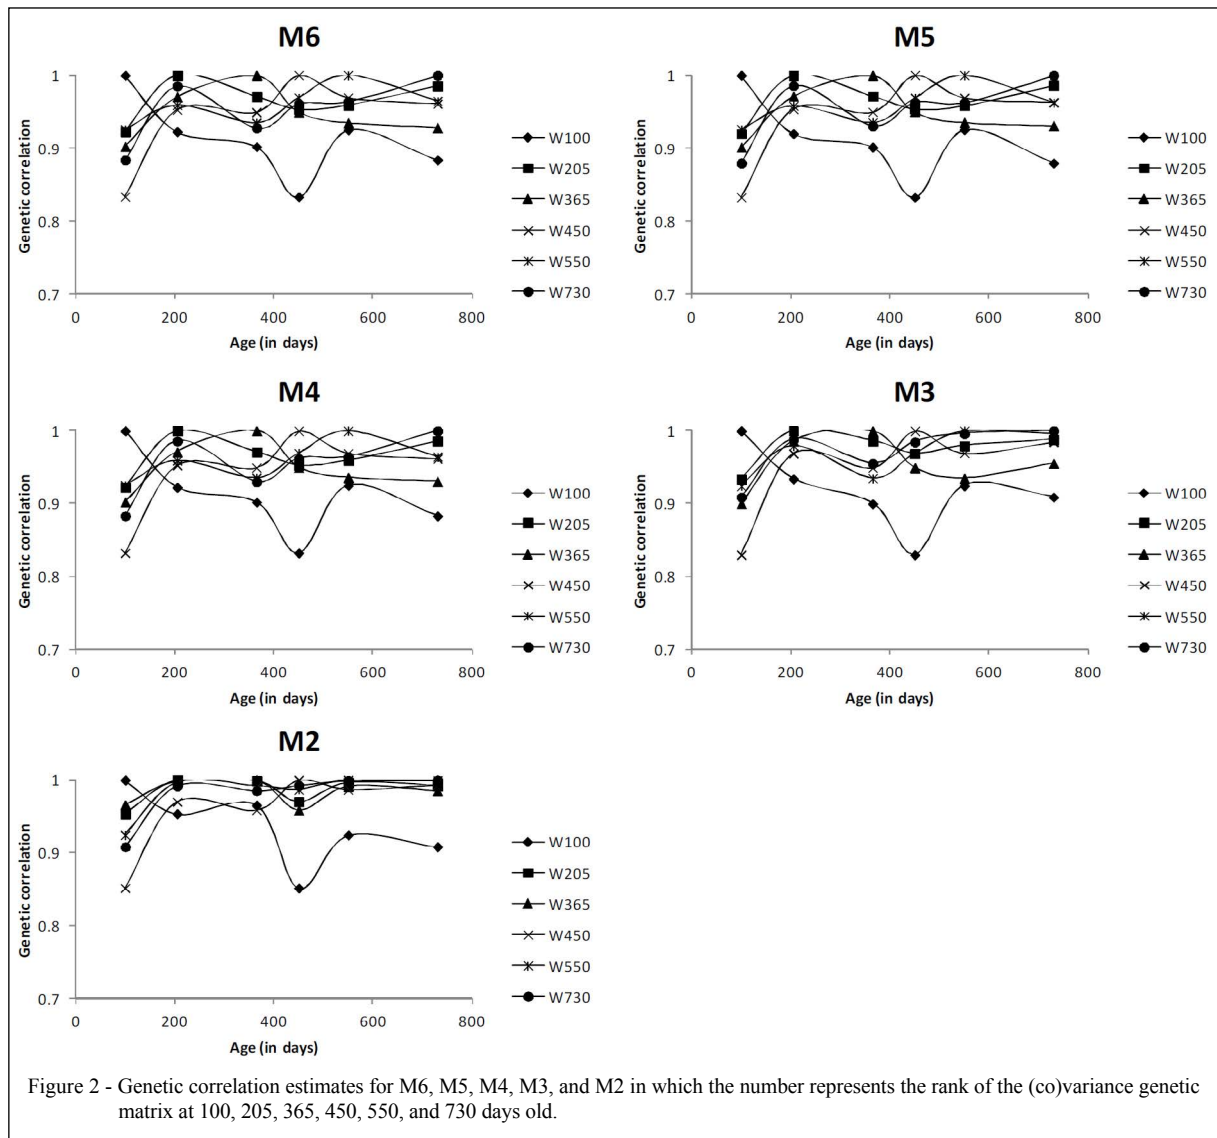 M6
1
0.9
0.8
0.7
Genetic correlation
0 200 400 600 800
Age (in days)
W100
W205
W365
W450
W550
W730
M5
1
0.9
0.8
0.7
Genetic correlation
0 200 400 600 800
Age (in days)
W100
W205
W365
W450
W550
W730
M4
1
0.9
0.8
0.7
Genetic correlation
0 200 400 600 800
Age (in days)
W100
W205
W365
W450
W550
W730
M3
1
0.9
0.8
0.7
Genetic correlation
0 200 400 600 800
Age (in days)
W100
W205
W365
W450
W550
W730
M2
1
0.9
0.8
0.7
Genetic correlation
0 200 400 600 800
Age (in days)
W100
W205
W365
W450
W550
W730
Figure 2 - Genetic correlation estimates for M6, M5, M4, M3, and M2 in which the number represents the rank of the (co)variance genetic
matrix at 100, 205, 365, 450, 550, and 730 days old.